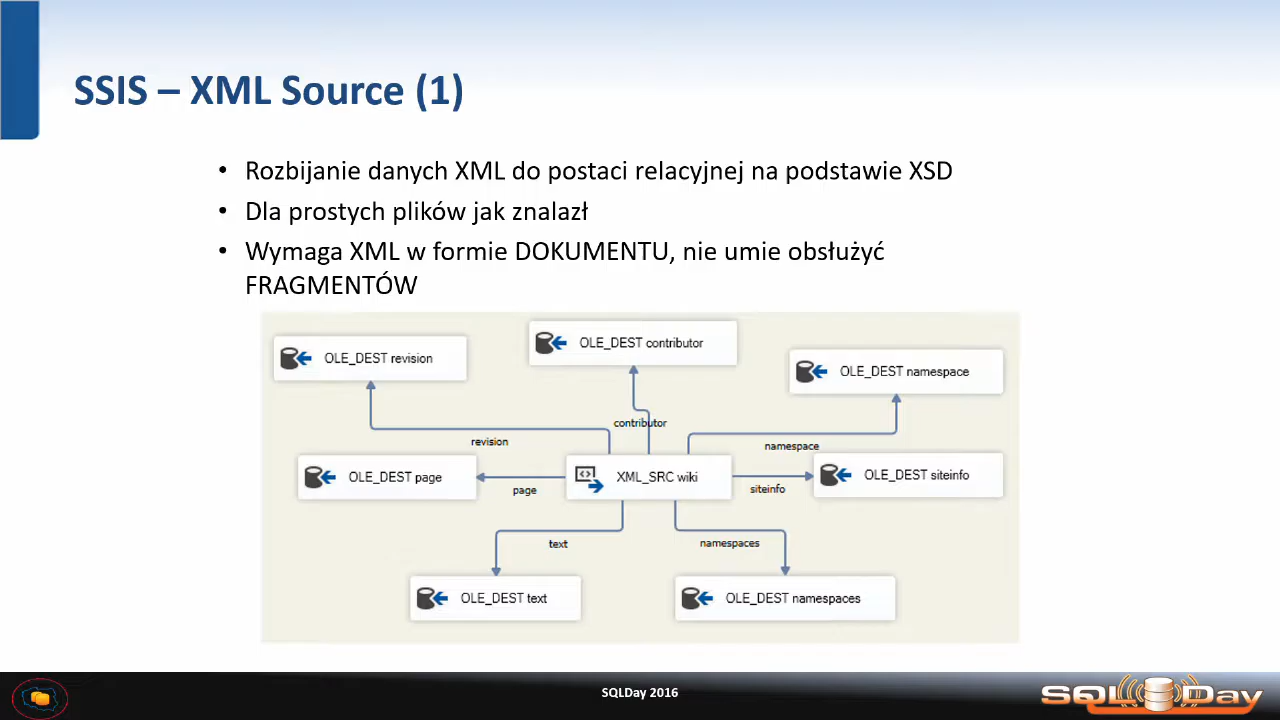 SSIS – XML Source (1)
• Rozbijanie danych XML do postaci relacyjnej na podstawie XSD
• Dla prostych plików jak znalazł
• Wymaga XML w formie DOKUMENTU, nie umie obsłużyć
FRAGMENTÓW
OLE_DEST revision
OLE_DEST contributor
OLE_DEST namespace
contributor
revision
namespace
OLE_DEST page
page
XML_SRC wiki
siteinfo
OLE_DEST siteinfo
text
namespaces
OLE_DEST text
OLE_DEST namespaces
SQLDay 2016
SQL Day